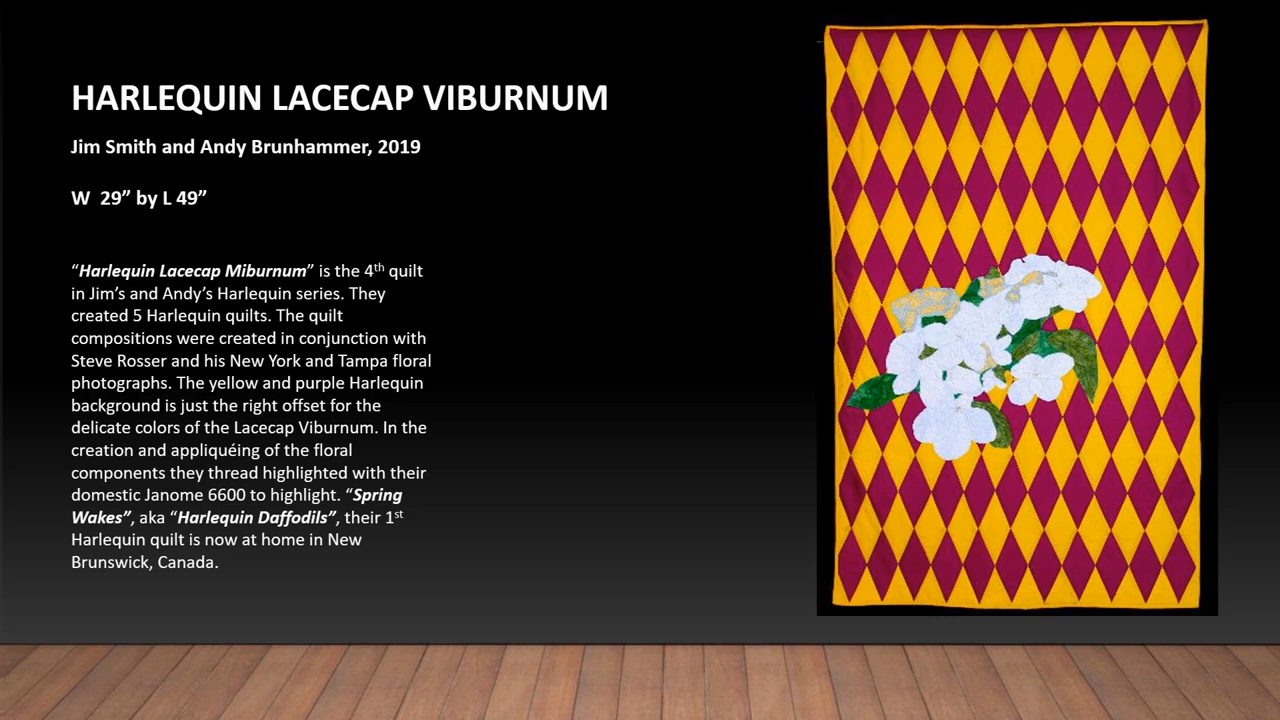 HARLEQUIN LACECAP VIBURNUM
Jim Smith and Andy Brunhammer, 2019
W  29” by L 49”
“Harlequin Lacecap Miburnum” is the 4th quilt
in Jim’s and Andy’s Harlequin series. They
created 5 Harlequin quilts. The quilt
compositions were created in conjunction with
Steve Rosser and his New York and Tampa floral
photographs. The yellow and purple Harlequin
background is just the right offset for the
delicate colors of the Lacecap Viburnum. In the
creation and appliquéing of the floral
components they thread highlighted with their
domestic Janome 6600 to highlight. “Spring
Wakes”, aka “Harlequin Daffodils”, their 1st
Harlequin quilt is now at home in New
Brunswick, Canada.